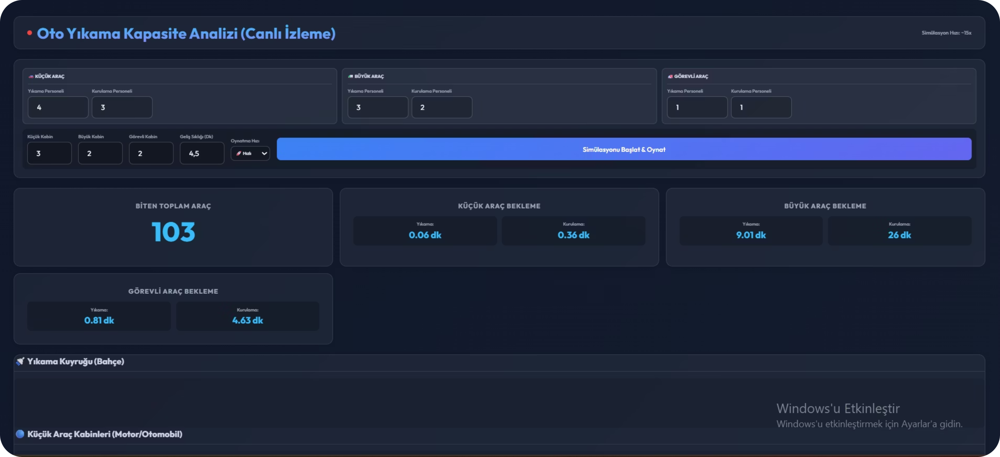 Oto Yıkama Kapasite Analizi (Canlı İzleme)
Simülasyon Hızı: ~15x
KÜÇÜK ARAÇ
Yıkama Personeli Kurulama Personeli
4 3
BÜYÜK ARAÇ
Yıkama Personeli Kurulama Personeli
3 2
GÖREVLİ ARAÇ
Yıkama Personeli Kurulama Personeli
1 1
Küçük Kabin Büyük Kabin Görevli Kabin Geliş Sıklığı (Dk) Oynatma Hızı
3 2 2 4,5 Hızlı
Simülasyonu Başlat & Oynat
BİTEN TOPLAM ARAÇ
103
KÜÇÜK ARAÇ BEKLEME
Yıkama: Kurulama:
0.06 dk 0.36 dk
BÜYÜK ARAÇ BEKLEME
Yıkama: Kurulama:
9.01 dk 26 dk
GÖREVLİ ARAÇ BEKLEME
Yıkama: Kurulama:
0.81 dk 4.63 dk
Yıkama Kuyruğu (Bahçe)
Windows'u Etkinleştir
Windows'u etkinleştirmek için Ayarlar'a gidin.
Küçük Araç Kabinleri (Motor/Otomobil)